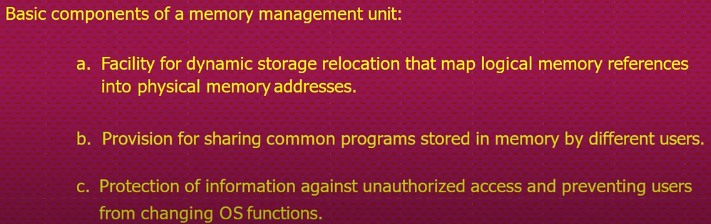 Basic components of a memory management unit:
a. Facility for dynamic storage relocation that map logical memory references
into physical memory addresses.
b. Provision for sharing common programs stored in memory by different users.
c. Protection of information against unauthorized access and preventing users
from changing OS functions.